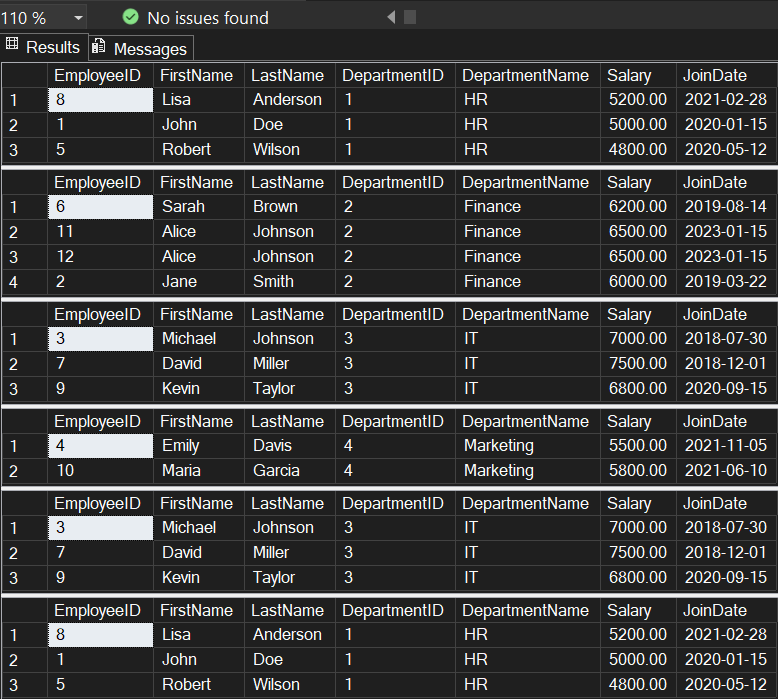 110 % No issues found
Results Messages
EmployeeID FirstName LastName DepartmentID DepartmentName Salary JoinDate
1 8 Lisa Anderson 1 HR 5200.00 2021-02-28
2 1 John Doe 1 HR 5000.00 2020-01-15
3 5 Robert Wilson 1 HR 4800.00 2020-05-12
EmployeeID FirstName LastName DepartmentID DepartmentName Salary JoinDate
1 6 Sarah Brown 2 Finance 6200.00 2019-08-14
2 11 Alice Johnson 2 Finance 6500.00 2023-01-15
3 12 Alice Johnson 2 Finance 6500.00 2023-01-15
4 2 Jane Smith 2 Finance 6000.00 2019-03-22
EmployeeID FirstName LastName DepartmentID DepartmentName Salary JoinDate
1 3 Michael Johnson 3 IT 7000.00 2018-07-30
2 7 David Miller 3 IT 7500.00 2018-12-01
3 9 Kevin Taylor 3 IT 6800.00 2020-09-15
EmployeeID FirstName LastName DepartmentID DepartmentName Salary JoinDate
1 4 Emily Davis 4 Marketing 5500.00 2021-11-05
2 10 Maria Garcia 4 Marketing 5800.00 2021-06-10
EmployeeID FirstName LastName DepartmentID DepartmentName Salary JoinDate
1 3 Michael Johnson 3 IT 7000.00 2018-07-30
2 7 David Miller 3 IT 7500.00 2018-12-01
3 9 Kevin Taylor 3 IT 6800.00 2020-09-15
EmployeeID FirstName LastName DepartmentID DepartmentName Salary JoinDate
1 8 Lisa Anderson 1 HR 5200.00 2021-02-28
2 1 John Doe 1 HR 5000.00 2020-01-15
3 5 Robert Wilson 1 HR 4800.00 2020-05-12